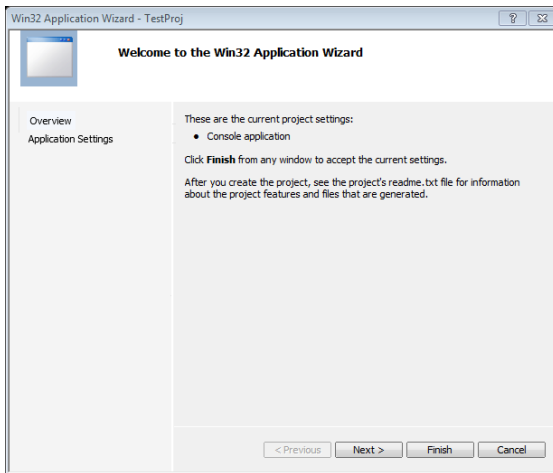 Win32 Application Wizard - TestProj
Welcome to the Win32 Application Wizard
Overview
Application Settings
These are the current project settings:
• Console application
Click Finish from any window to accept the current settings.
After you create the project, see the project's readme.txt file for information
about the project features and files that are generated.
< Previous
Next >
Finish
Cancel